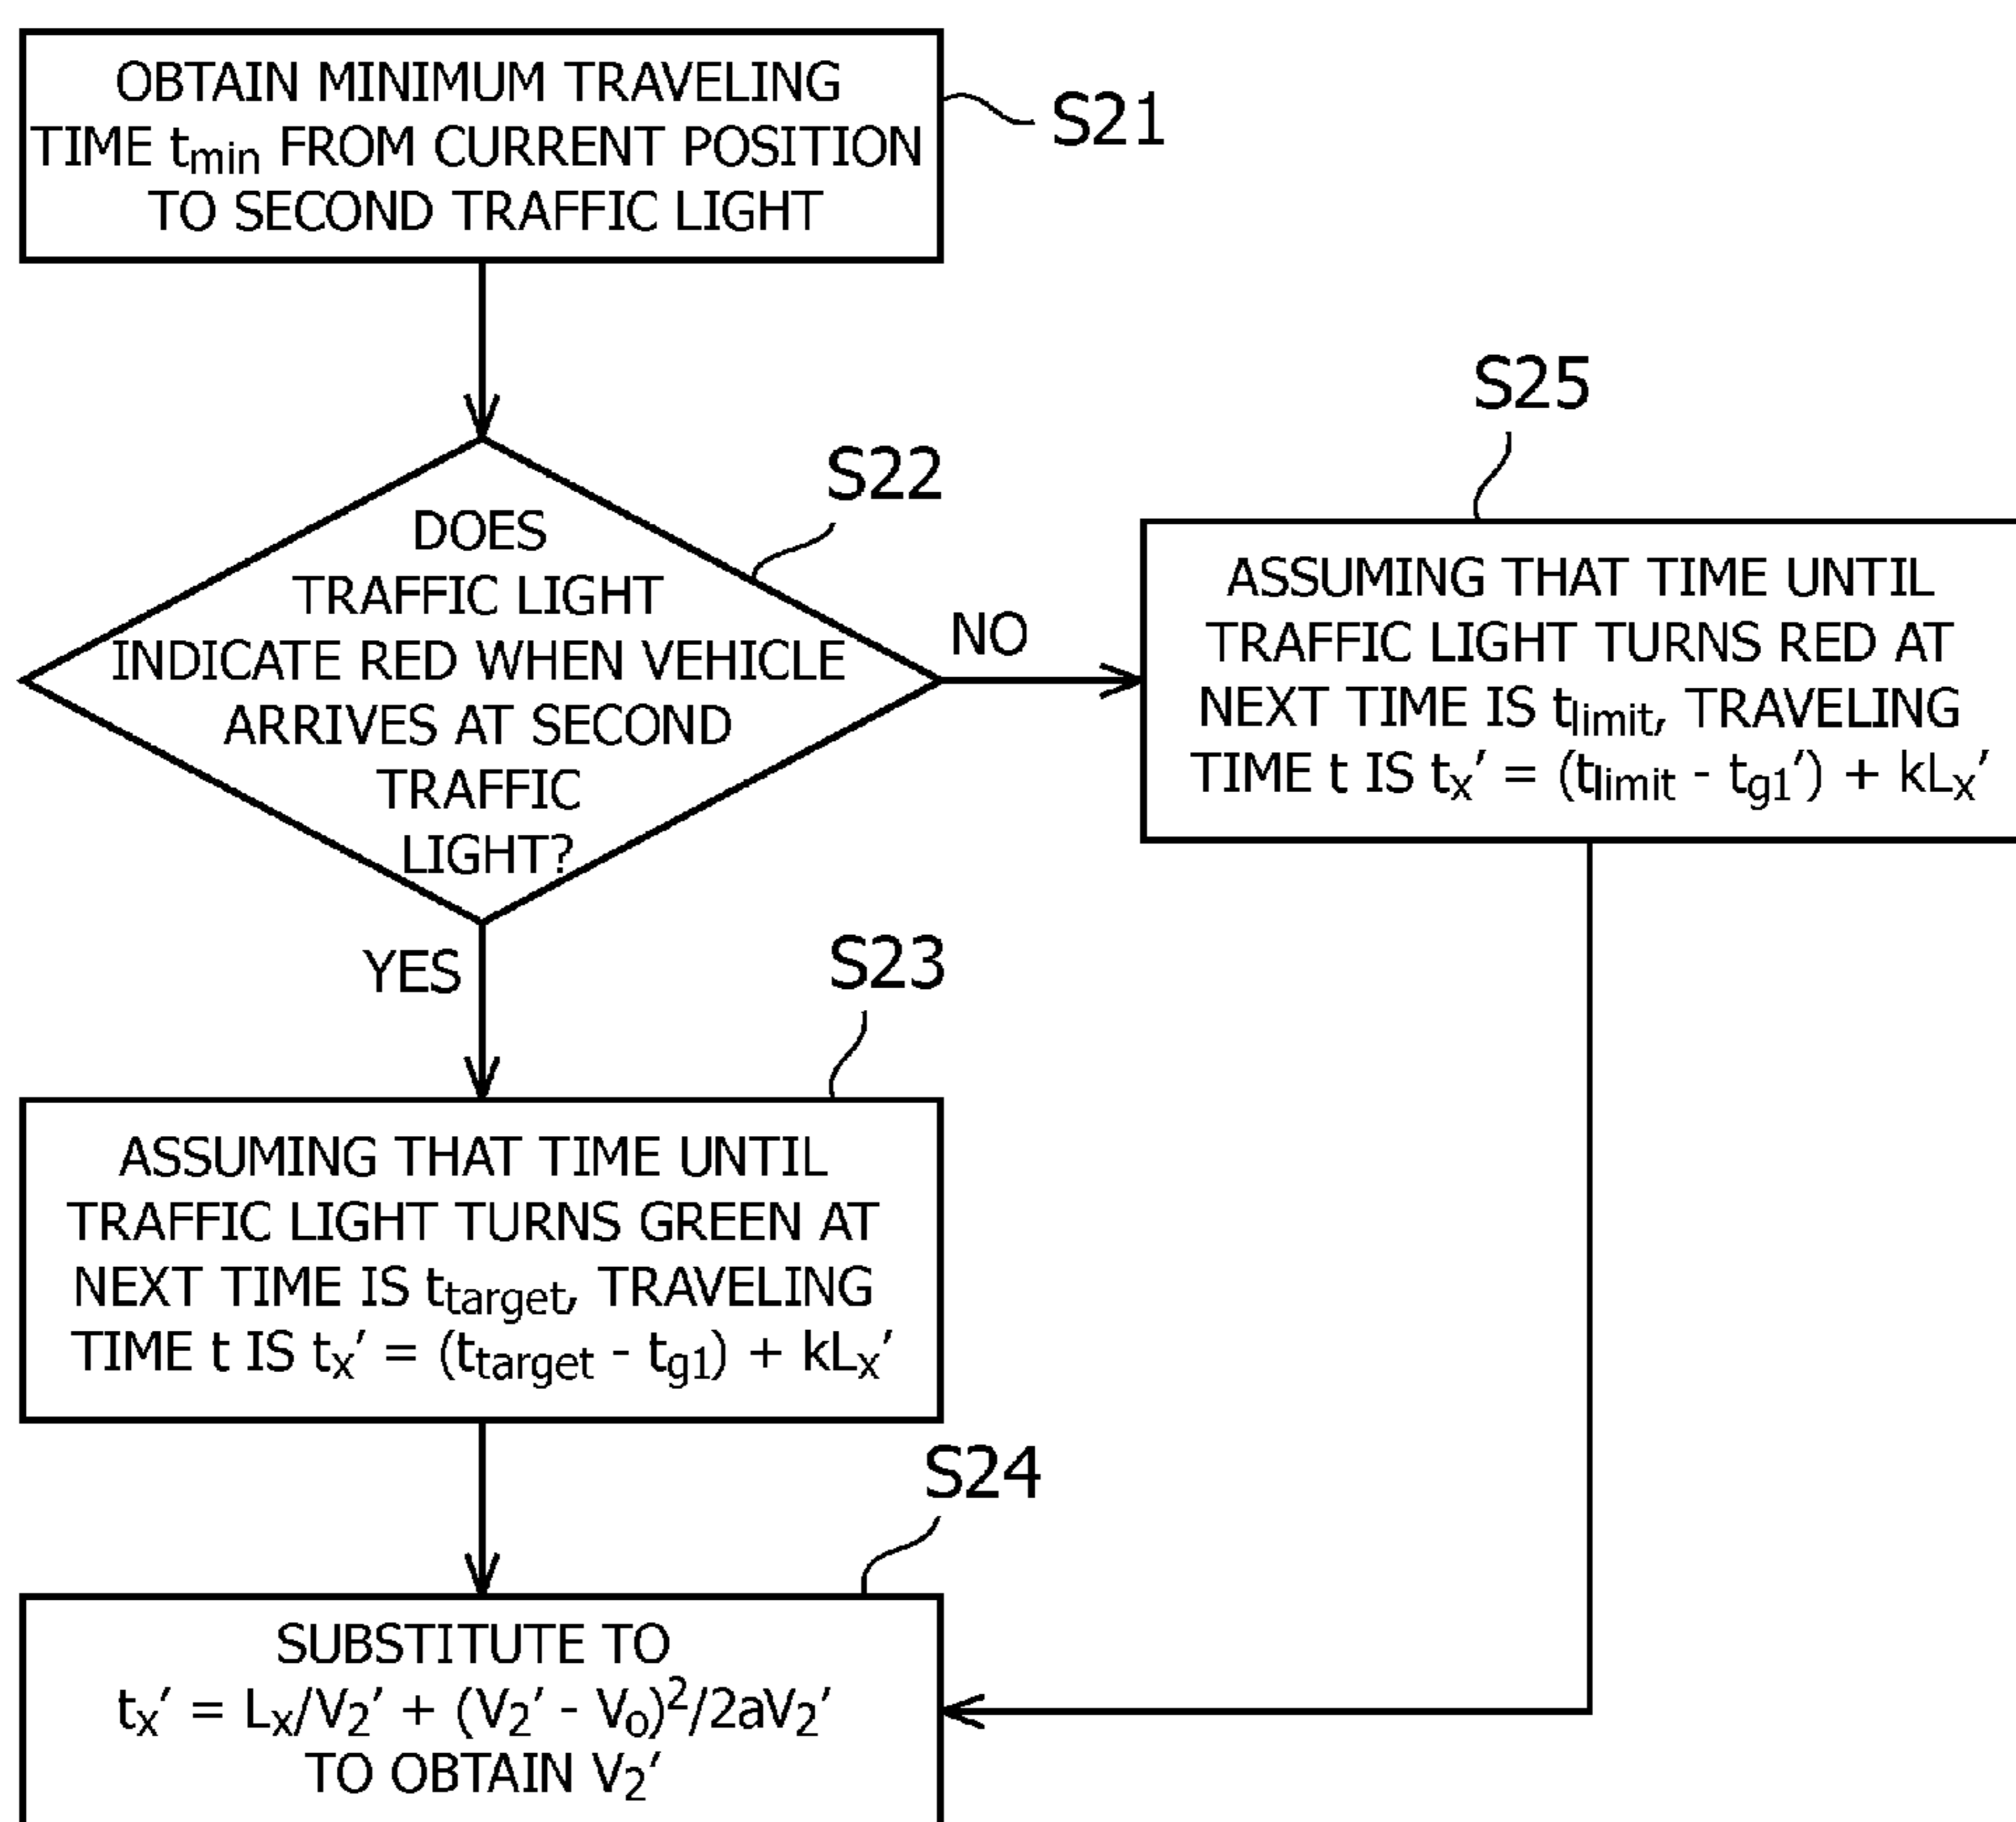 OBTAIN MINIMUM TRAVELING
TIME tmin FROM CURRENT POSITION
TO SECOND TRAFFIC LIGHT
S21
S22
DOES
TRAFFIC LIGHT
INDICATE RED WHEN VEHICLE
ARRIVES AT SECOND
TRAFFIC
LIGHT?
NO
S25
ASSUMING THAT TIME UNTIL
TRAFFIC LIGHT TURNS RED AT
NEXT TIME IS tlimit, TRAVELING
TIME t IS tx' = (tlimit - tg1') + kLx'
YES
S23
ASSUMING THAT TIME UNTIL
TRAFFIC LIGHT TURNS GREEN AT
NEXT TIME IS ttarget, TRAVELING
TIME t IS tx' = (ttarget - tg1) + kLx'
S24
SUBSTITUTE TO
tx' = Lx/V2' + (V2' - Vo)²/2aV2'
TO OBTAIN V2'